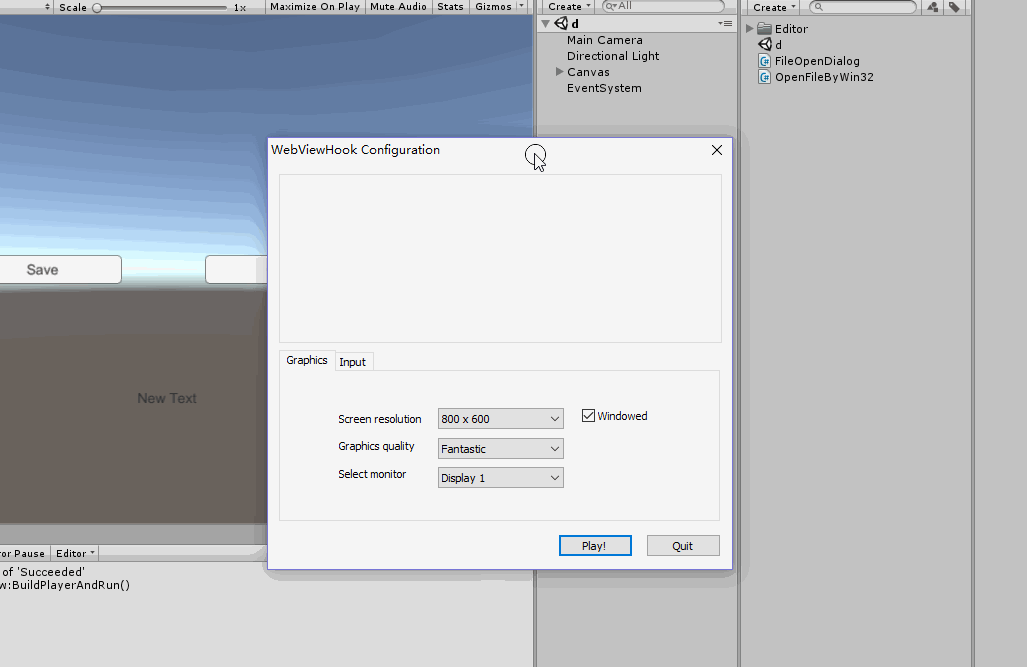 Scale 1x Maximize On Play Mute Audio Stats Gizmos
Create All
Create
d
Main Camera
Directional Light
Canvas
EventSystem
Editor
d
FileOpenDialog
OpenFileByWin32
WebViewHook Configuration
Save
New Text
Graphics
Input
Screen resolution
800 x 600
Windowed
Graphics quality
Fantastic
Select monitor
Display 1
Play!
Quit
Pause Editor
of 'Succeeded'
:BuildPlayerAndRun()